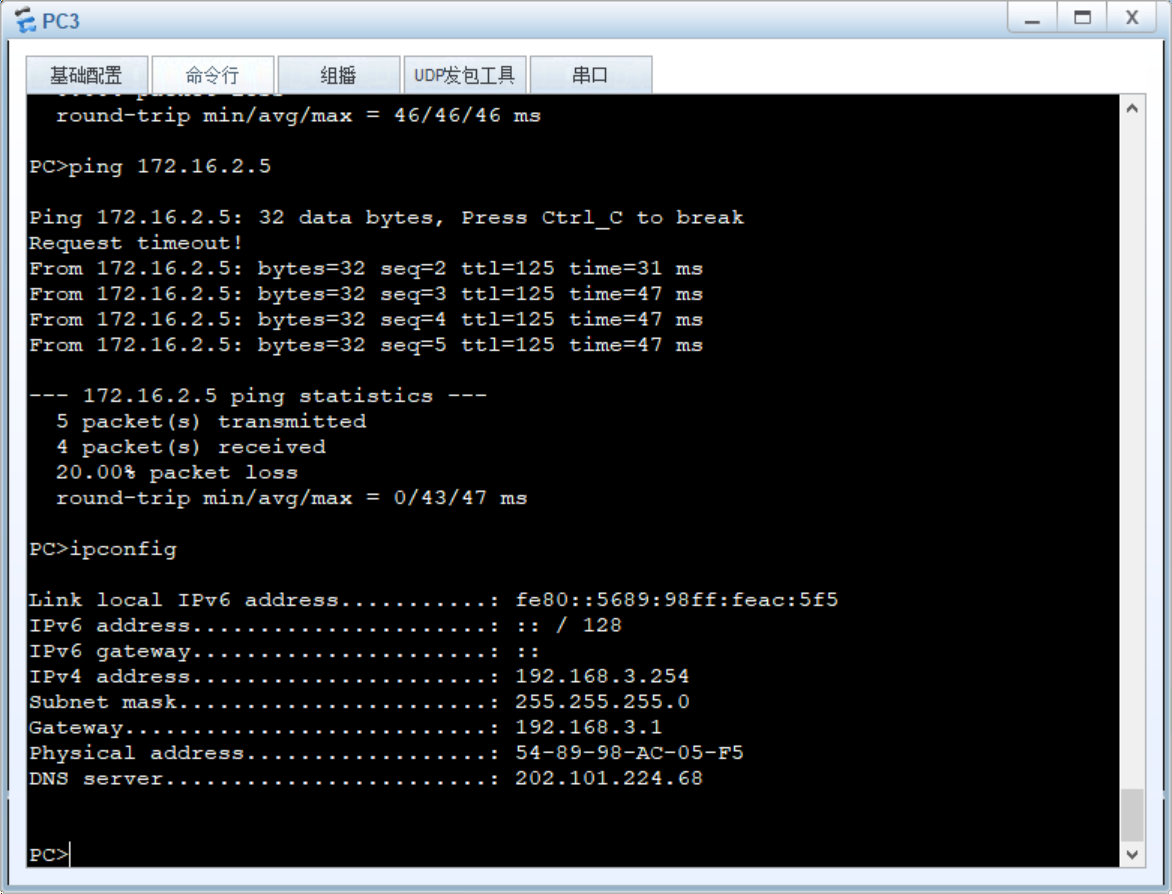 PC3
X
基础配置 命令行 组播 UDP发包工具 串口
round-trip min/avg/max = 46/46/46 ms
PC>ping 172.16.2.5
Ping 172.16.2.5: 32 data bytes, Press Ctrl_C to break
Request timeout!
From 172.16.2.5: bytes=32 seq=2 ttl=125 time=31 ms
From 172.16.2.5: bytes=32 seq=3 ttl=125 time=47 ms
From 172.16.2.5: bytes=32 seq=4 ttl=125 time=47 ms
From 172.16.2.5: bytes=32 seq=5 ttl=125 time=47 ms
--- 172.16.2.5 ping statistics ---
5 packet(s) transmitted
4 packet(s) received
20.00% packet loss
round-trip min/avg/max = 0/43/47 ms
PC>ipconfig
Link local IPv6 address...........: fe80::5689:98ff:feac:5f5
IPv6 address......................: :: / 128
IPv6 gateway......................: ::
IPv4 address......................: 192.168.3.254
Subnet mask.......................: 255.255.255.0
Gateway...........................: 192.168.3.1
Physical address..................: 54-89-98-AC-05-F5
DNS server........................: 202.101.224.68
PC>